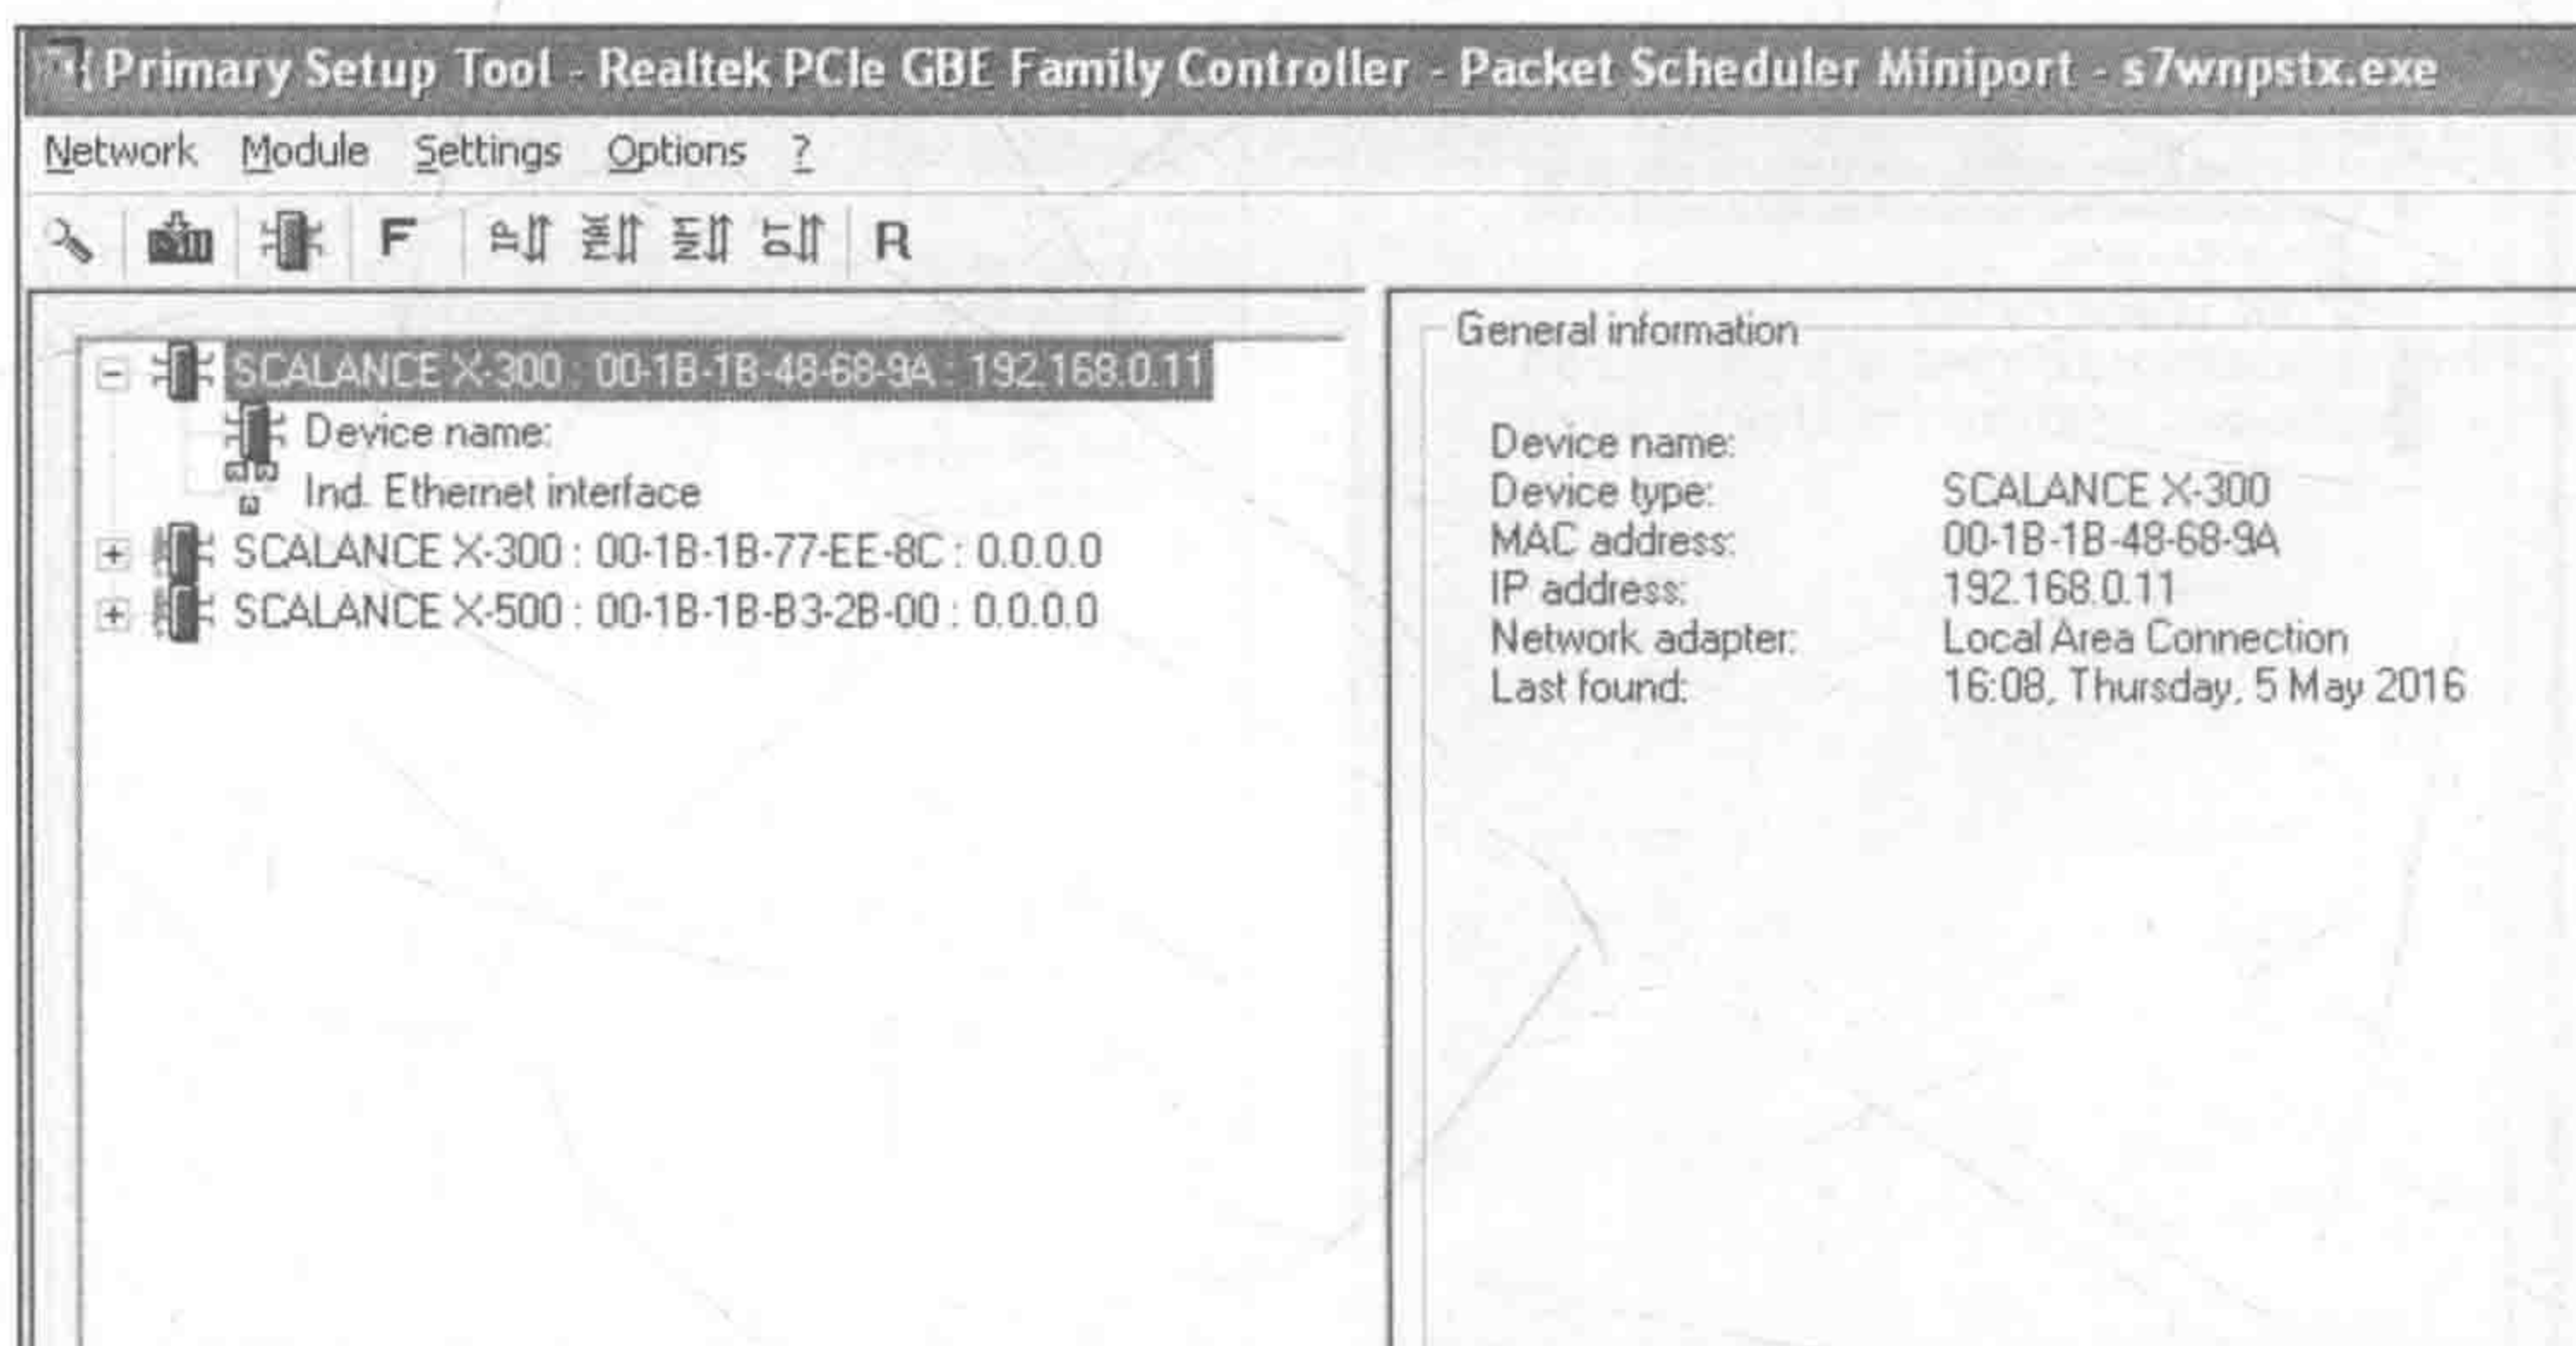 Primary Setup Tool - Realtek PCIe GBE Family Controller - Packet Scheduler Miniport - s7wnpstx.exe
Network Module Settings Options ?
F IP MAC NM DT R
SCALANCE X-300 : 00-1B-1B-48-68-9A : 192.168.0.11
Device name:
Ind. Ethernet interface
SCALANCE X-300 : 00-1B-1B-77-EE-8C : 0.0.0.0
SCALANCE X-500 : 00-1B-1B-B3-2B-00 : 0.0.0.0
General information
Device name:
Device type: SCALANCE X-300
MAC address: 00-1B-1B-48-68-9A
IP address: 192.168.0.11
Network adapter: Local Area Connection
Last found: 16:08, Thursday, 5 May 2016